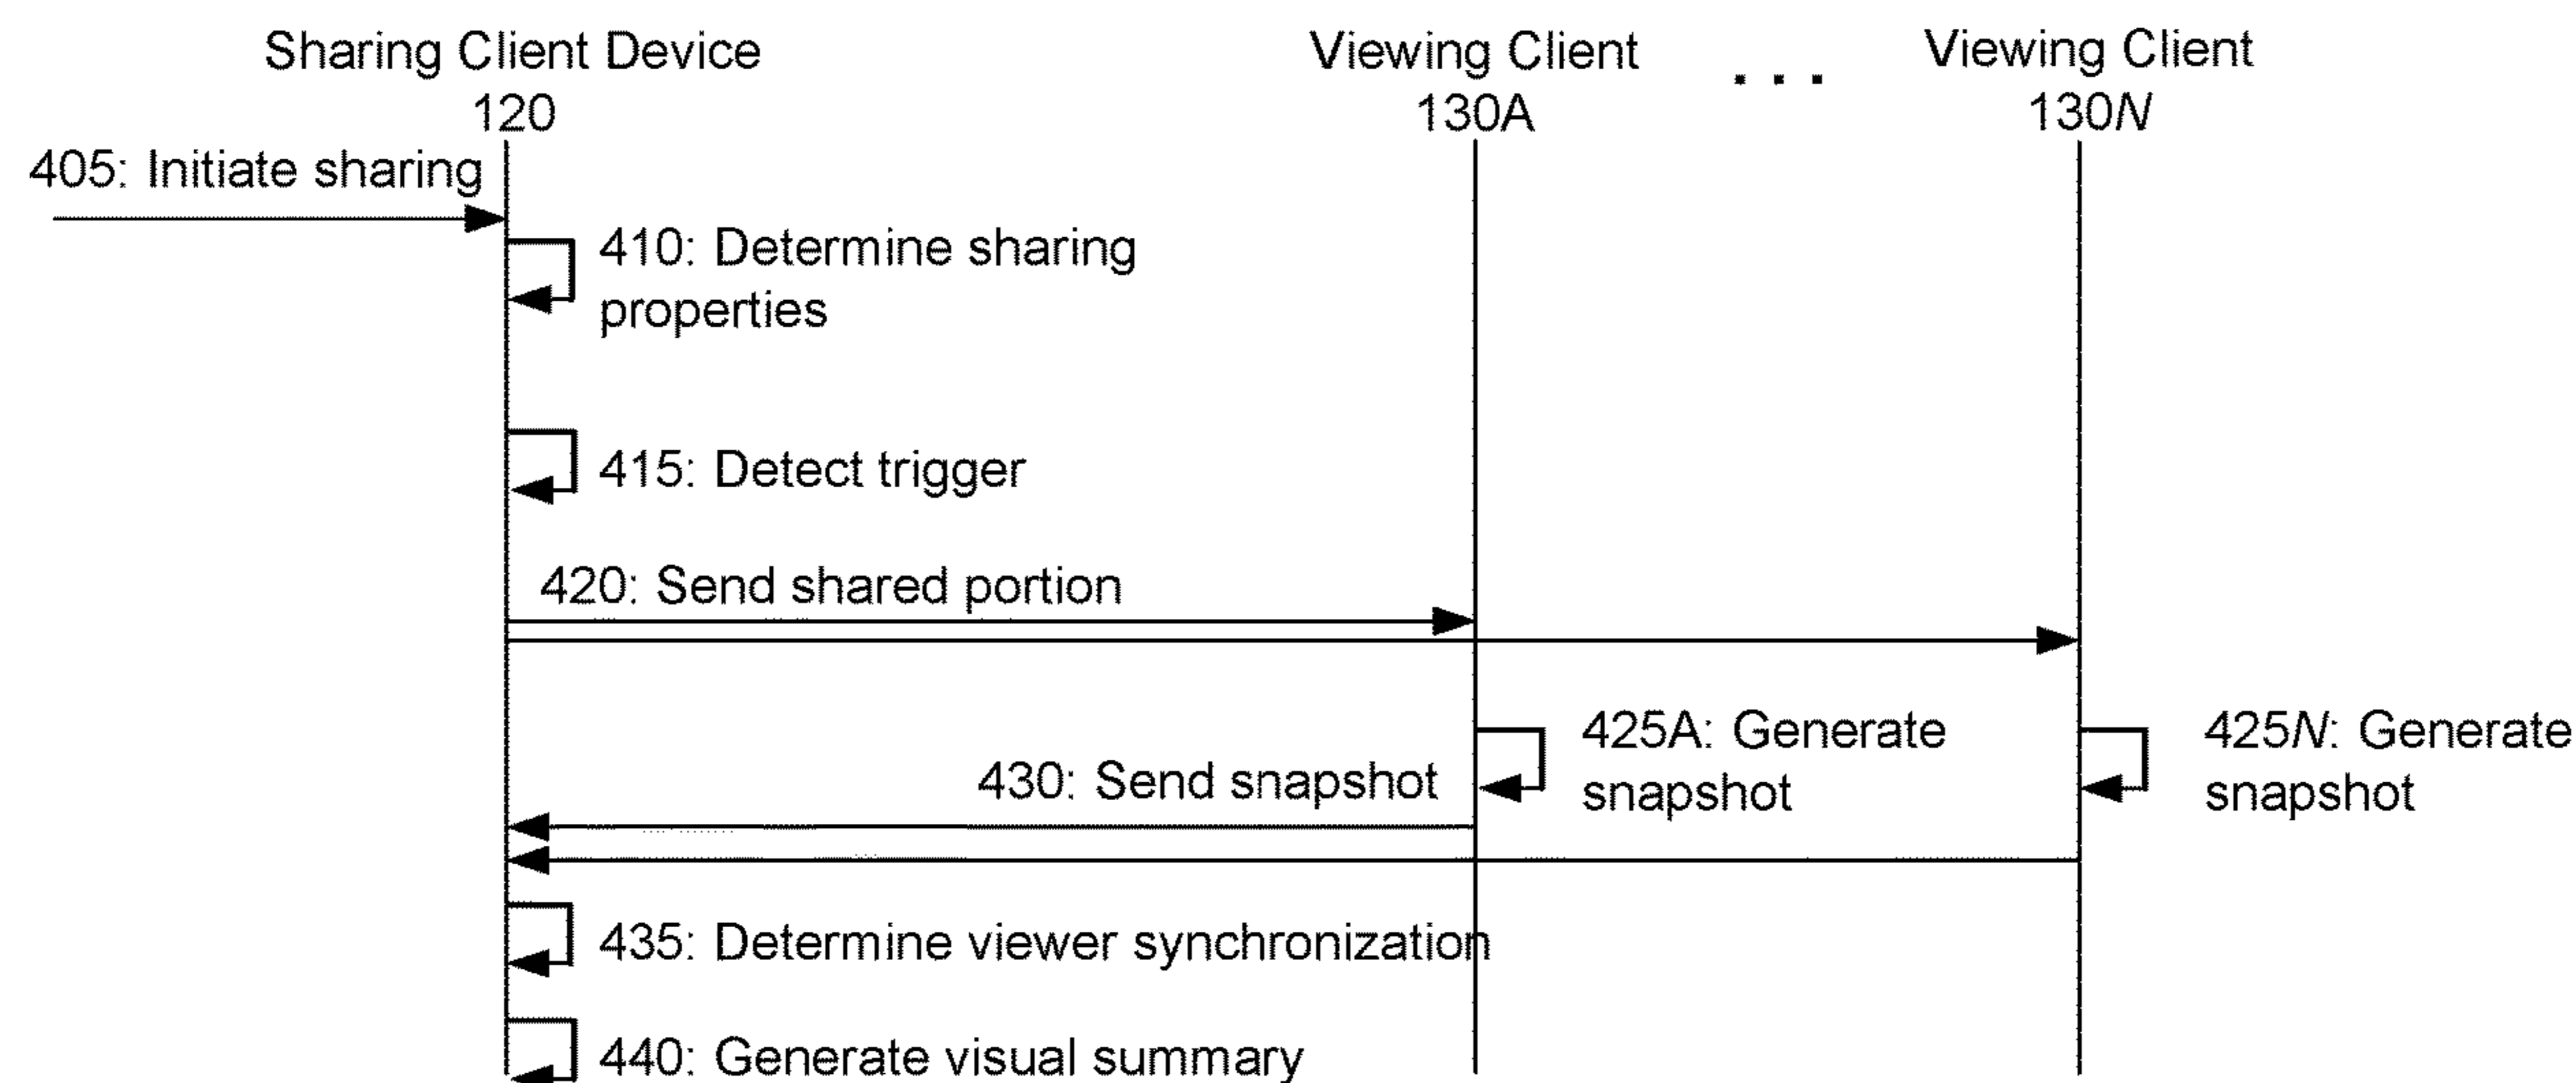 Sharing Client Device
120
Viewing Client
130A
. . .
Viewing Client
130N
405: Initiate sharing
410: Determine sharing
properties
415: Detect trigger
420: Send shared portion
425A: Generate
snapshot
425N: Generate
snapshot
430: Send snapshot
435: Determine viewer synchronization
440: Generate visual summary